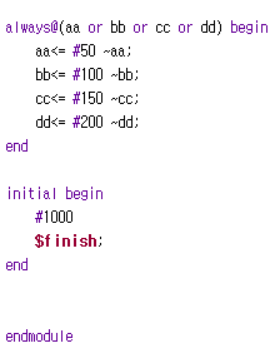 always@(aa or bb or cc or dd) begin
    aa<= #50 ~aa;
    bb<= #100 ~bb;
    cc<= #150 ~cc;
    dd<= #200 ~dd;
end
initial begin
    #1000
    $finish;
end
endmodule